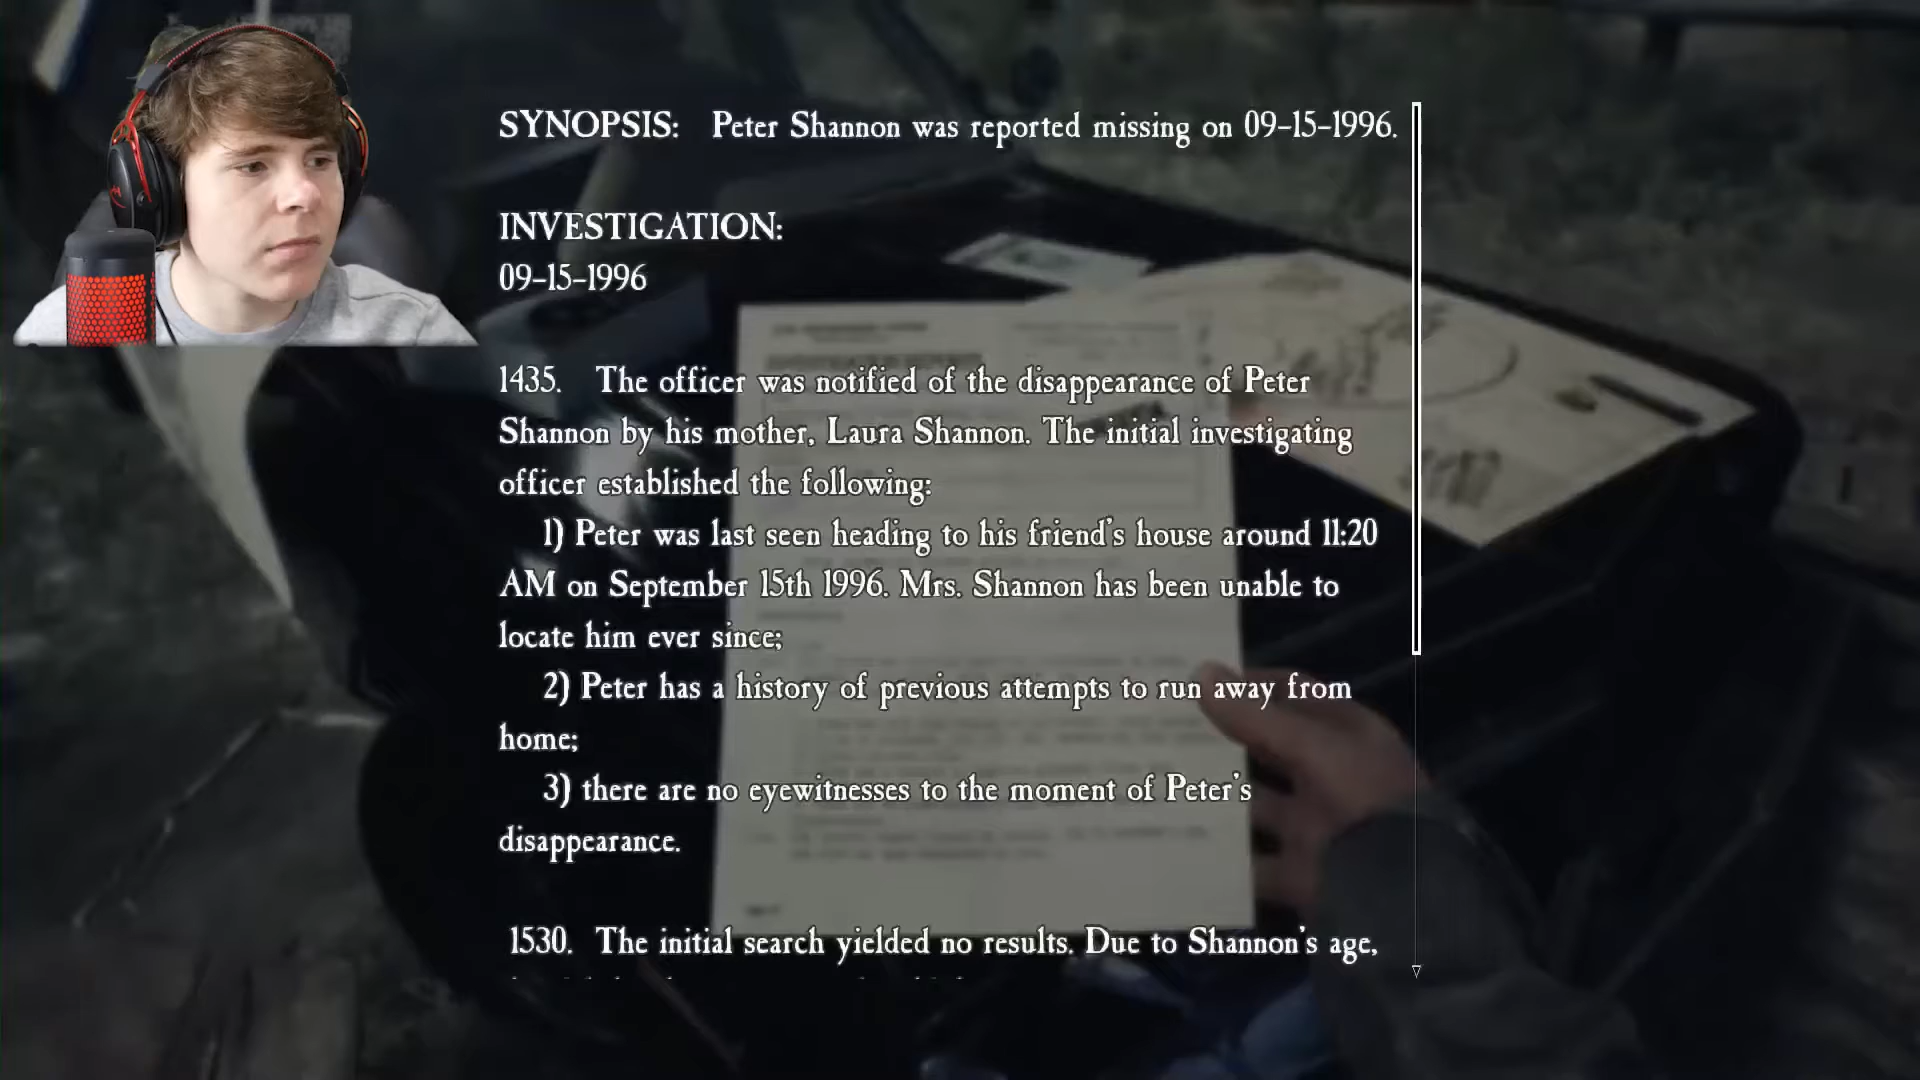 SYNOPSIS: Peter Shannon was reported missing on 09-15-1996.
INVESTIGATION:
09-15-1996
1435. The officer was notified of the disappearance of Peter
Shannon by his mother, Laura Shannon. The initial investigating
officer established the following:
1) Peter was last seen heading to his friend's house around 11:20
AM on September 15th 1996. Mrs. Shannon has been unable to
locate him ever since;
2) Peter has a history of previous attempts to run away from
home;
3) there are no eyewitnesses to the moment of Peter's
disappearance.
1530. The initial search yielded no results. Due to Shannon's age,